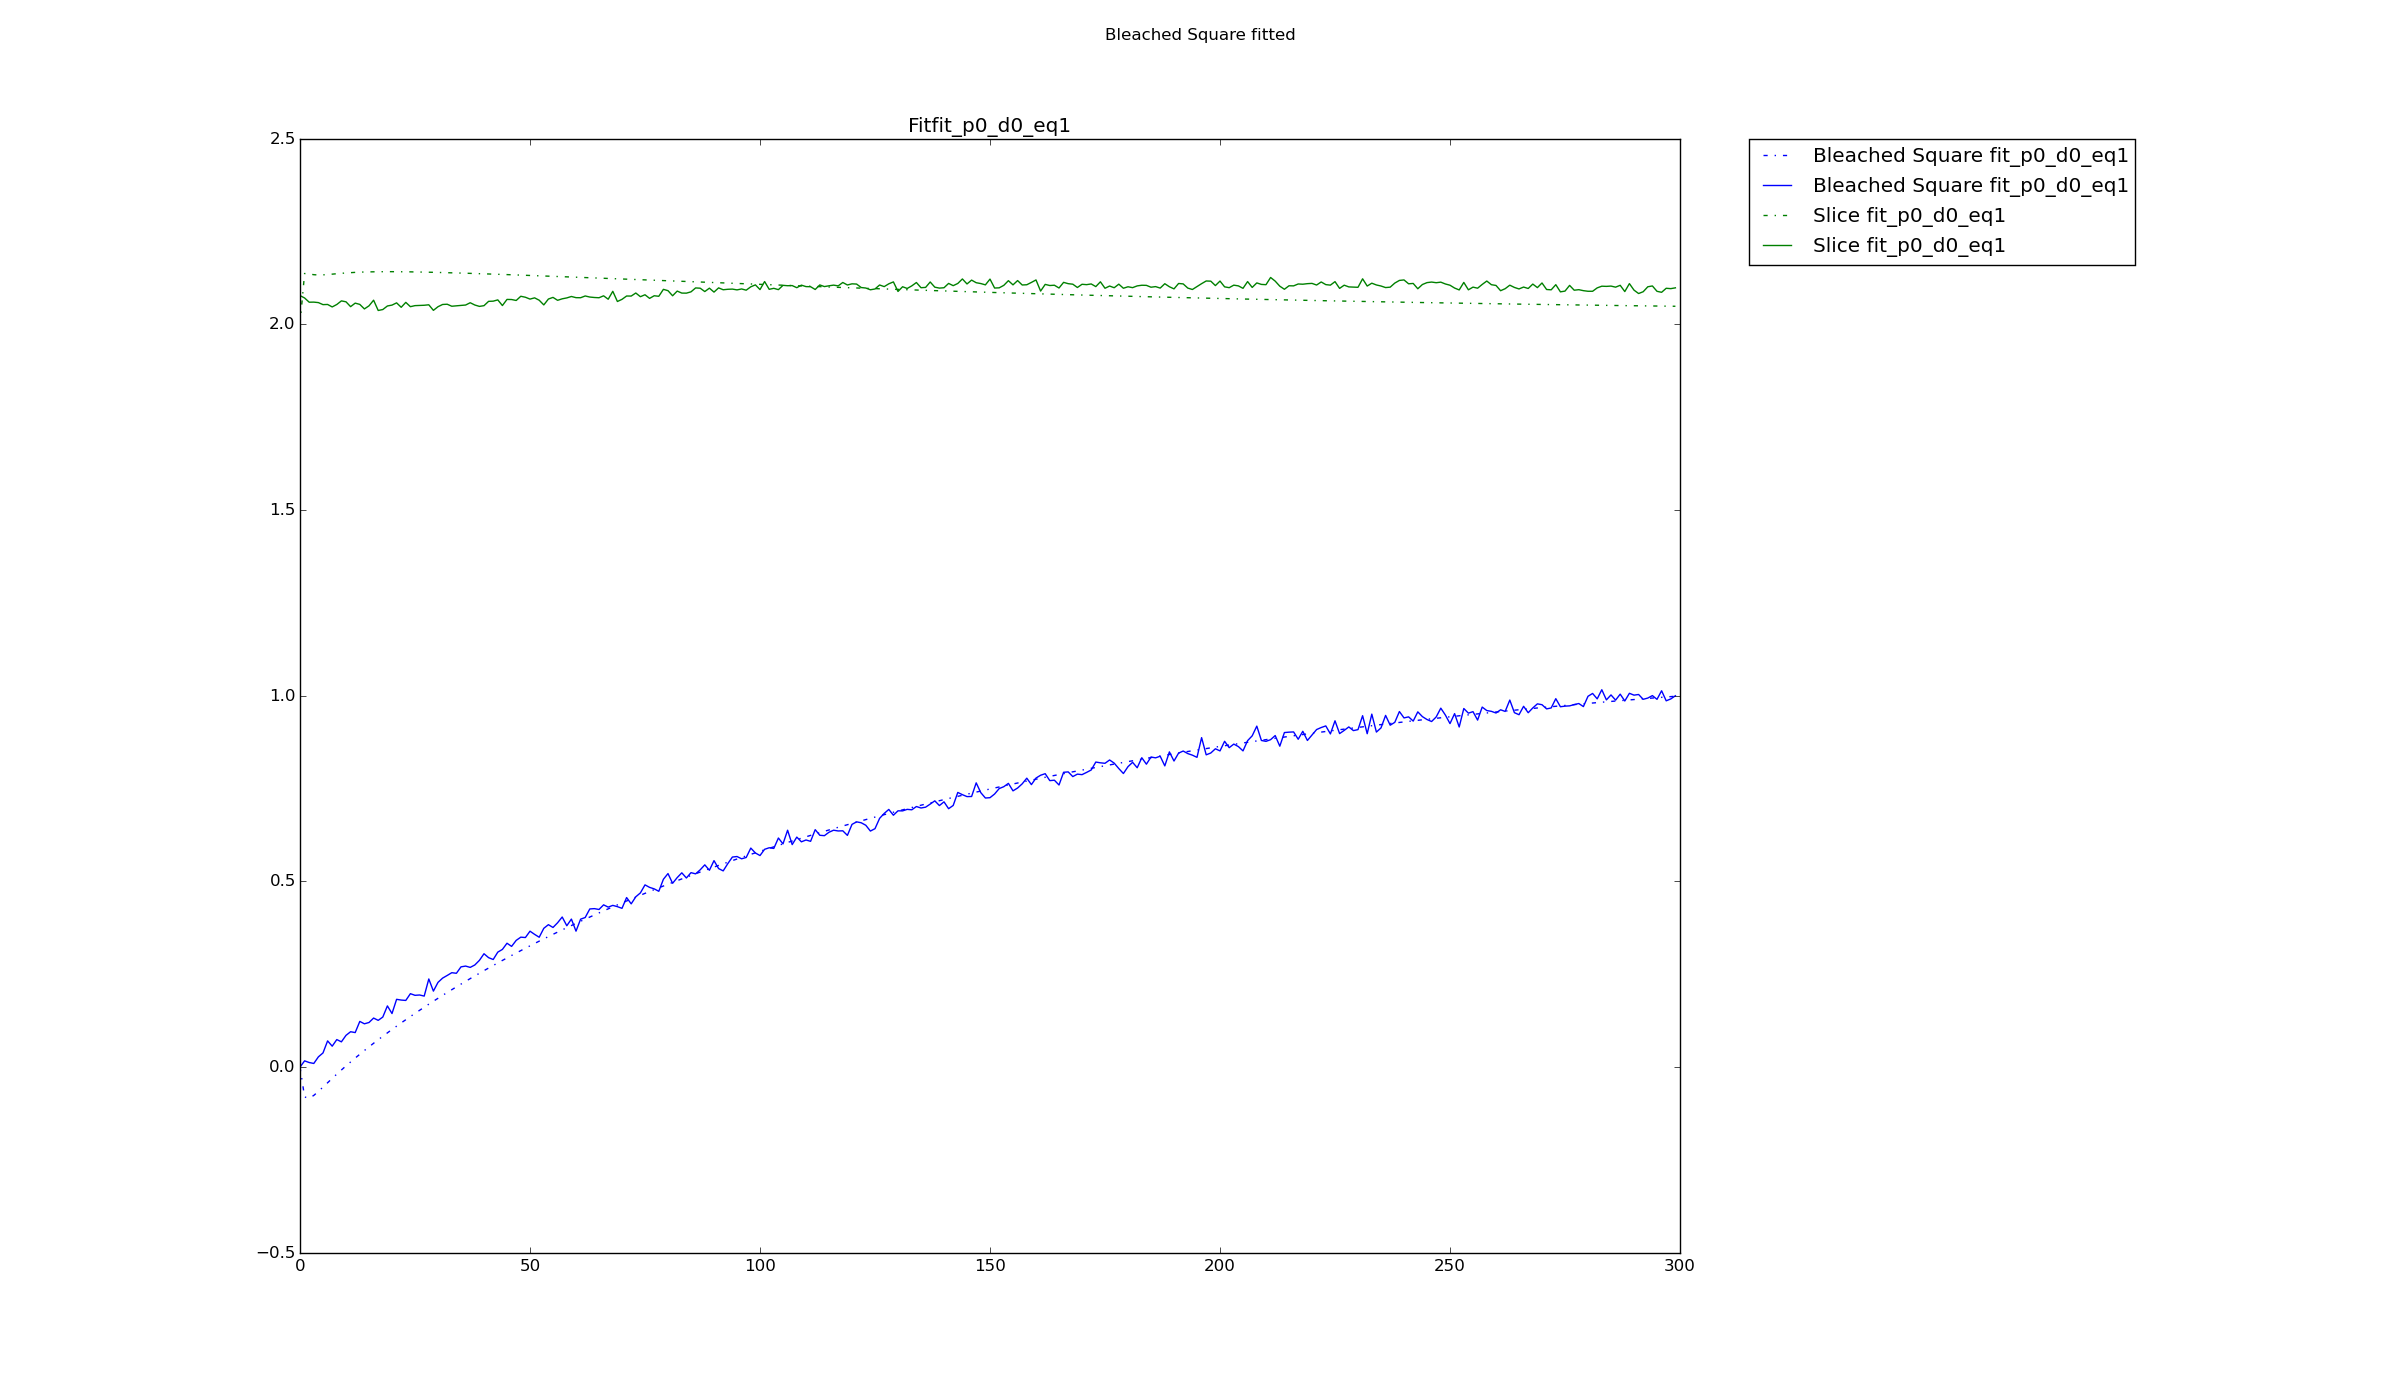 Bleached Square fitted
Fitfit_p0_d0_eq1
2.5
2.0
1.5
1.0
0.5
0.0
−0.5
0 50 100 150 200 250 300
Bleached Square fit_p0_d0_eq1
Bleached Square fit_p0_d0_eq1
Slice fit_p0_d0_eq1
Slice fit_p0_d0_eq1